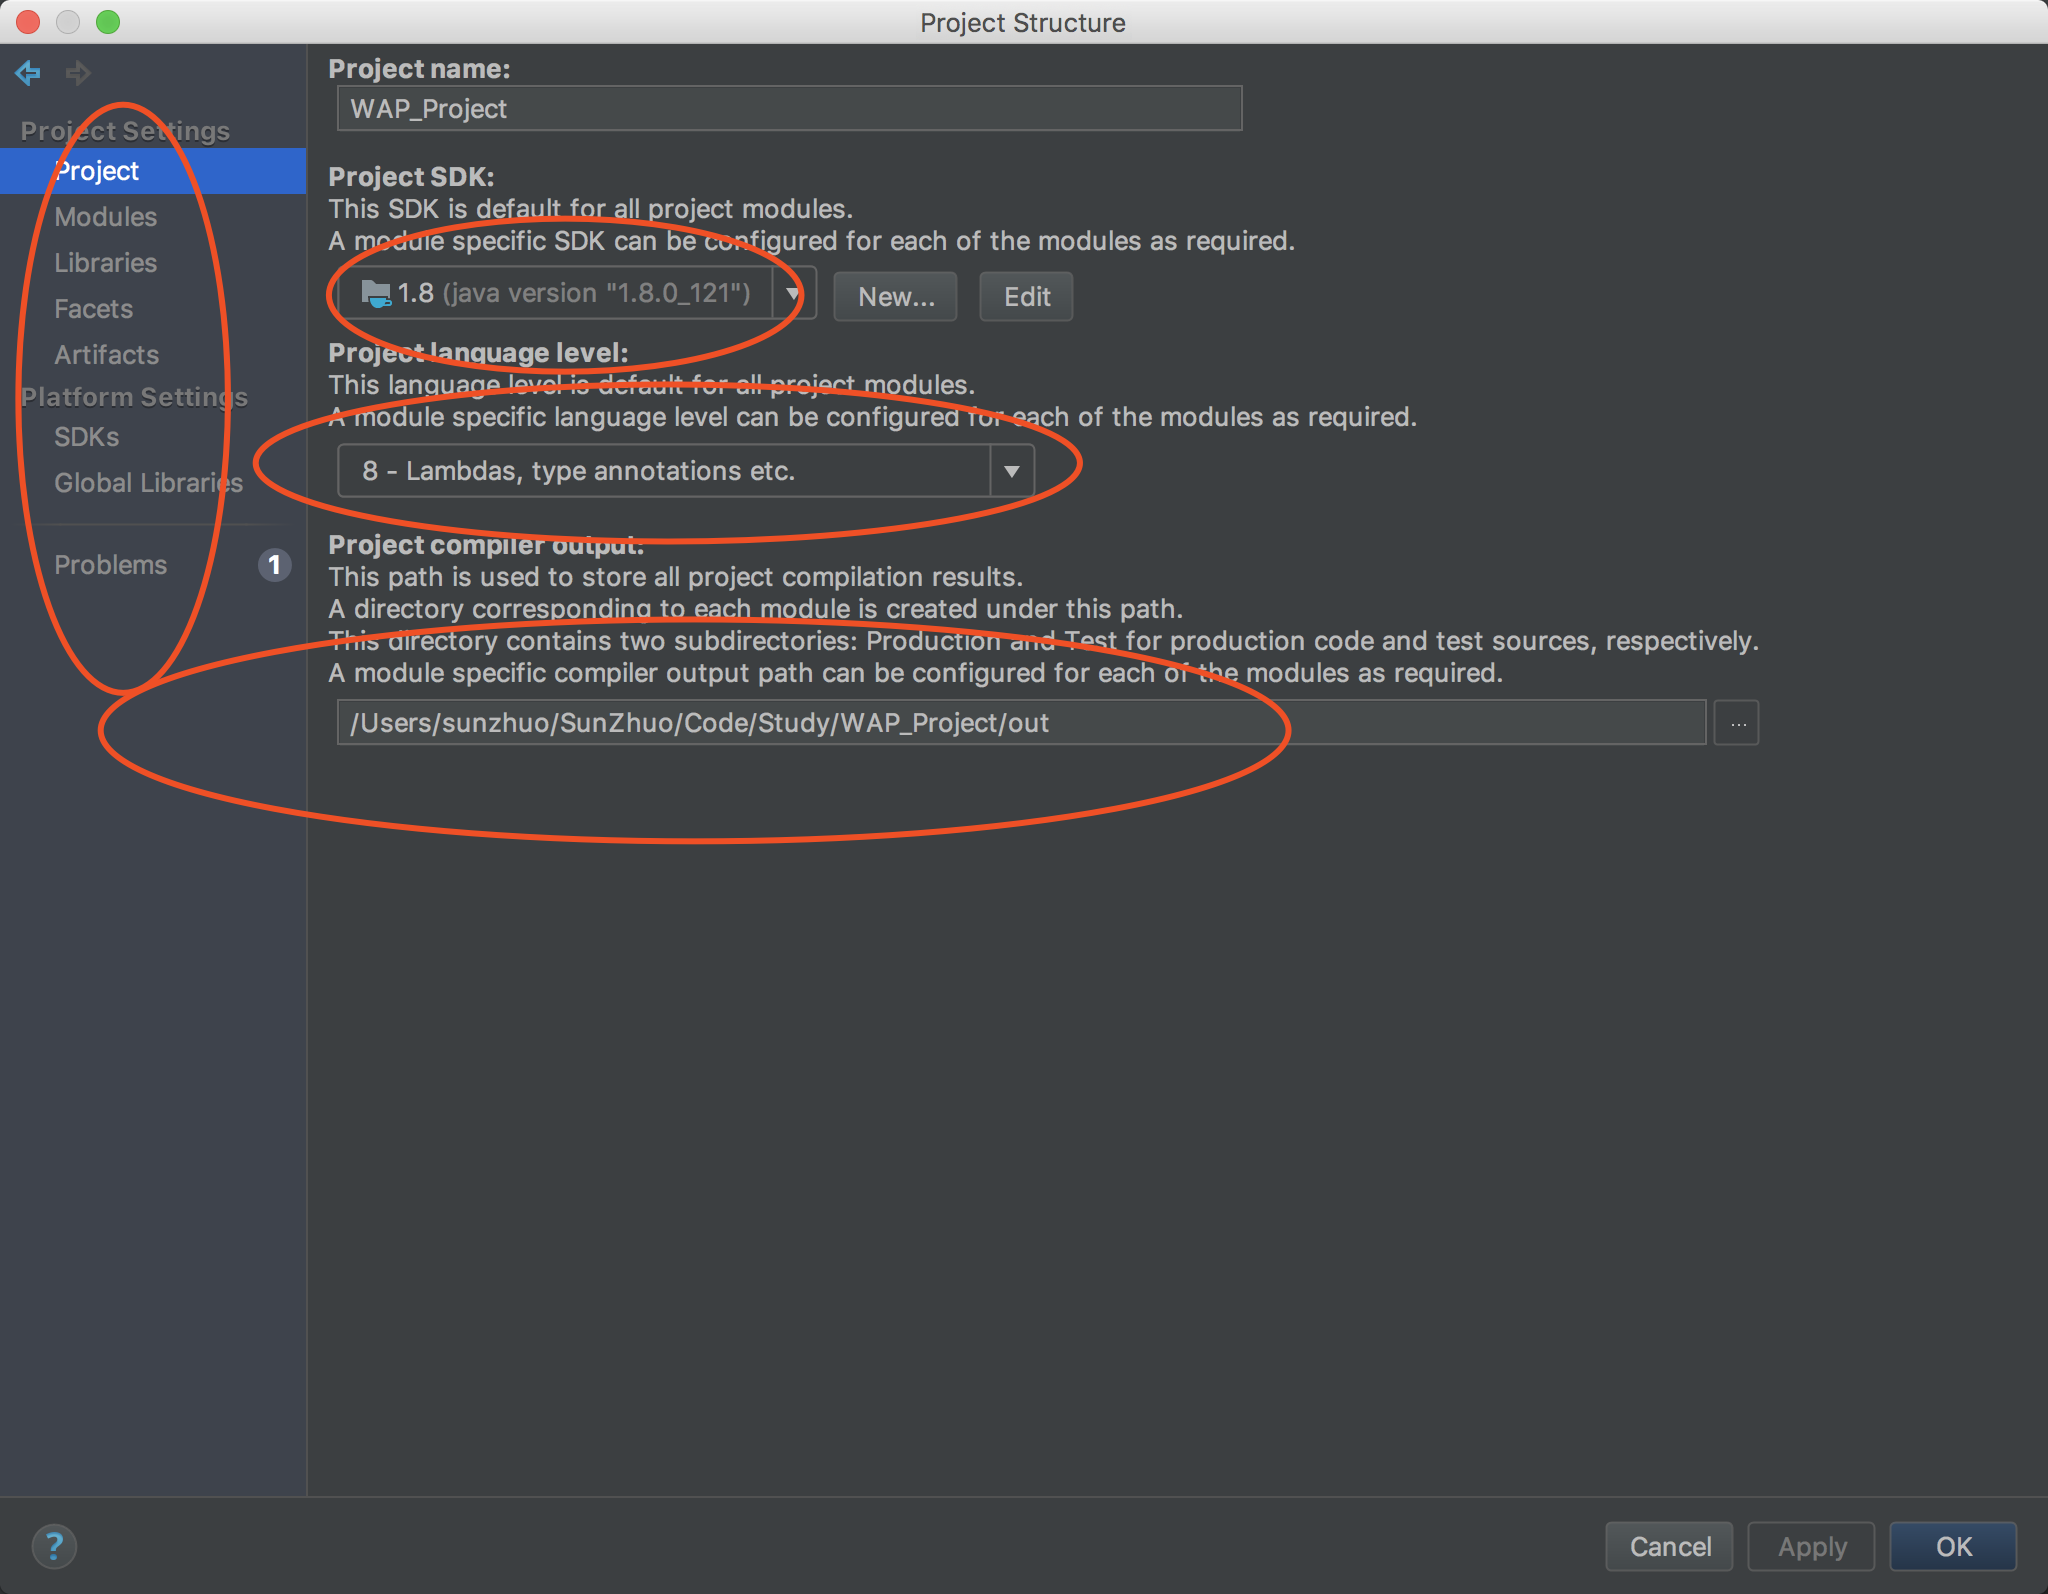 Project Structure
Project Settings
Project
Modules
Libraries
Facets
Artifacts
Platform Settings
SDKs
Global Libraries
Problems
1
Project name:
WAP_Project
Project SDK:
This SDK is default for all project modules.
A module specific SDK can be configured for each of the modules as required.
1.8 (java version "1.8.0_121")
New...
Edit
Project language level:
This language level is default for all project modules.
A module specific language level can be configured for each of the modules as required.
8 - Lambdas, type annotations etc.
Project compiler output:
This path is used to store all project compilation results.
A directory corresponding to each module is created under this path.
This directory contains two subdirectories: Production and Test for production code and test sources, respectively.
A module specific compiler output path can be configured for each of the modules as required.
/Users/sunzhuo/SunZhuo/Code/Study/WAP_Project/out
...
?
Cancel
Apply
OK